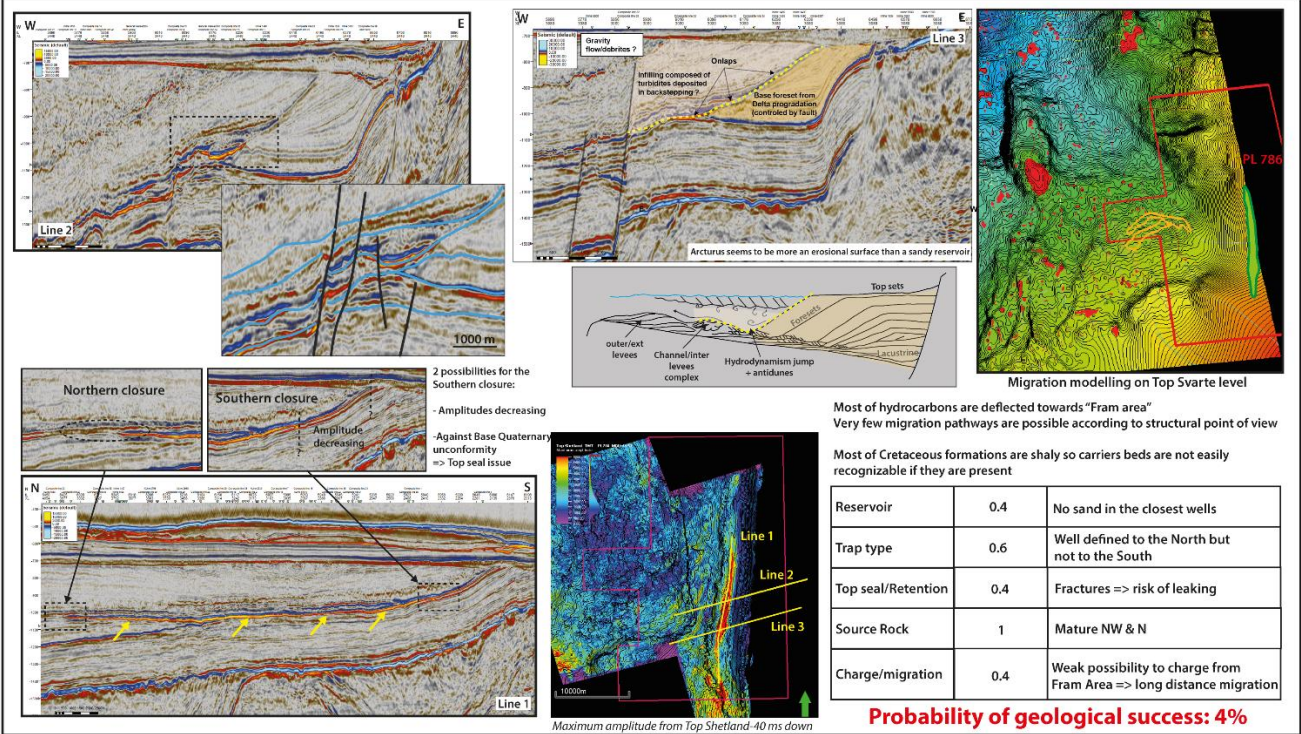 W
E
Seismic (default)
Line 2
1000 m
W
E
Line 3
Seismic (default)
Gravity
flow/debrites ?
Onlaps
Infilling composed of
turbidites deposited
in backstepping ?
Base foreset from
Delta progradation
(controled by fault)
Arcturus seems to be more an erosional surface than a sandy reservoir
Top sets
Foresets
Lacustrine
outer/ext
levees
Channel/inter
levees
complex
Hydrodynamism jump
+ antidunes
PL 786
W
Migration modelling on Top Svarte level
Northern closure
Southern closure
Amplitude
decreasing
?
?
2 possibilities for the
Southern closure:
- Amplitudes decreasing
-Against Base Quaternary
unconformity
=> Top seal issue
N
S
Seismic (default)
Line 1
Line 1
Line 2
Line 3
10000m
Maximum amplitude from Top Shetland-40 ms down
Most of hydrocarbons are deflected towards “Fram area”
Very few migration pathways are possible according to structural point of view
Most of Cretaceous formations are shaly so carriers beds are not easily
recognizable if they are present
Reservoir 0.4 No sand in the closest wells
Trap type 0.6 Well defined to the North but
not to the South
Top seal/Retention 0.4 Fractures => risk of leaking
Source Rock 1 Mature NW & N
Charge/migration 0.4 Weak possibility to charge from
Fram Area => long distance migration
Probability of geological success: 4%